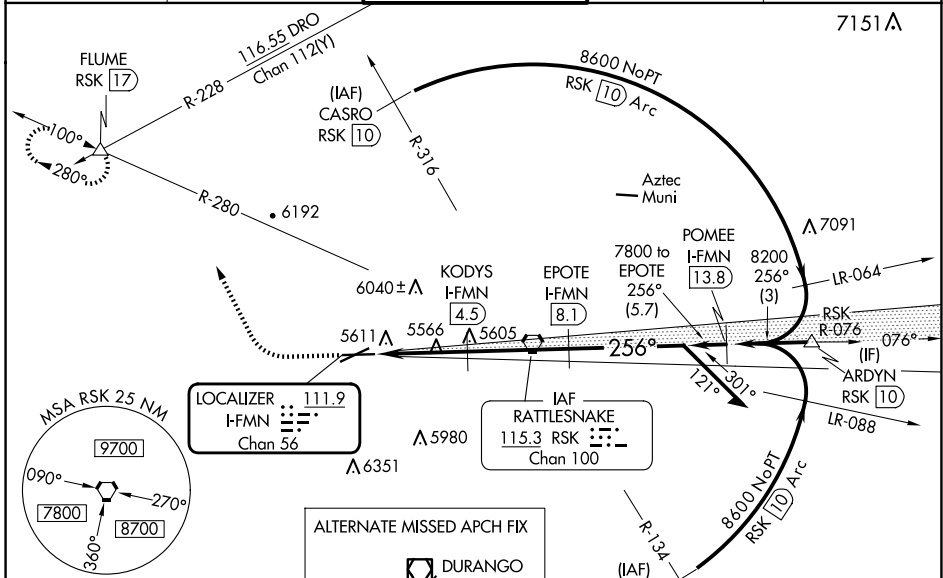 7151
116.55 DRO
Chan 112(Y)
R-228
FLUME
RSK 17
100°
280°
(IAF)
CASRO
RSK 10
R-316
8600 NoPT
RSK 10 Arc
Aztec
Muni
7091
R-280
6192
6040±
KODYS
I-FMN
4.5
EPOTE
I-FMN
8.1
7800 to
EPOTE
256°
(5.7)
POMEE
I-FMN
13.8
8200
256°
(3)
LR-064
5611
5566
5605
256°
RSK
R-076
076°
(IF)
ARDYN
RSK 10
301°
121°
LR-088
LOCALIZER 111.9
I-FMN
Chan 56
IAF
RATTLESNAKE
115.3 RSK
Chan 100
5980
6351
MSA RSK 25 NM
9700
090°
270°
7800
8700
360°
8600 NoPT
RSK 10 Arc
R-134
(IAF)
ALTERNATE MISSED APCH FIX
DURANGO